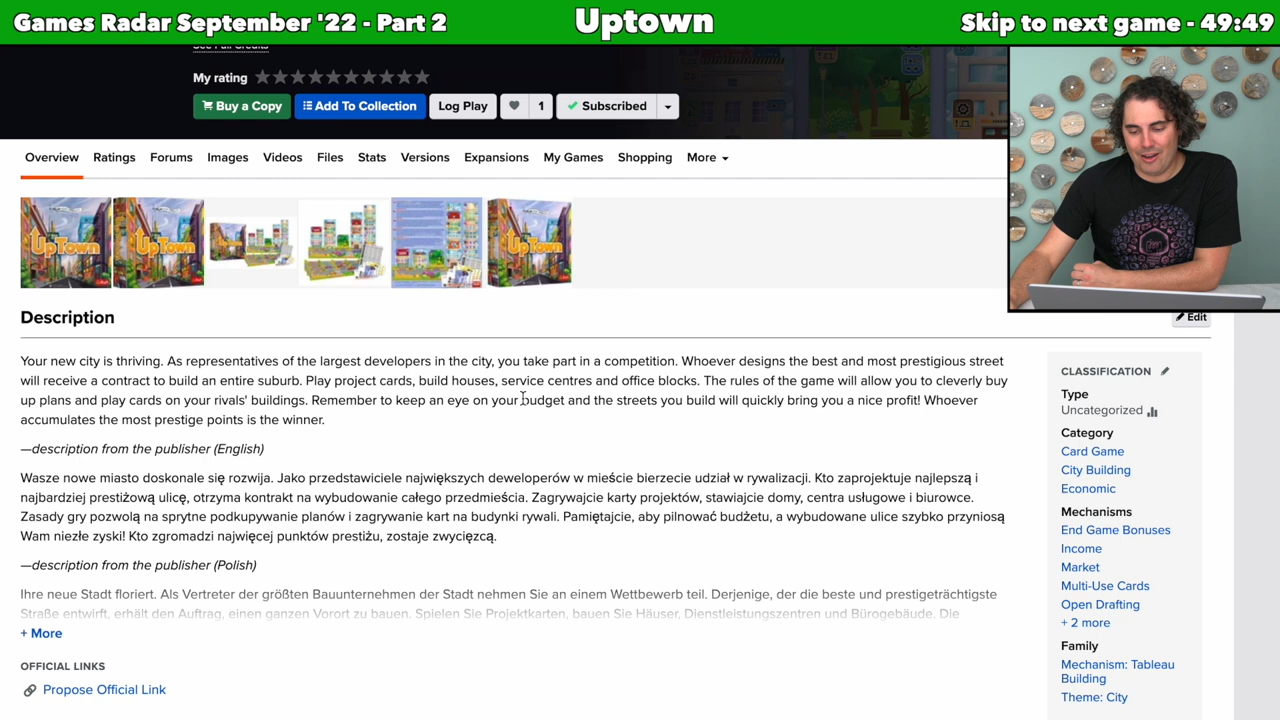 Games Radar September '22 - Part 2
Uptown
Skip to next game - 49:49
See Full Credits
My rating
Buy a Copy
Add To Collection
Log Play
1
Subscribed
Overview
Ratings
Forums
Images
Videos
Files
Stats
Versions
Expansions
My Games
Shopping
More
UpTown
UpTown
UpTown
Description
Edit
Your new city is thriving. As representatives of the largest developers in the city, you take part in a competition. Whoever designs the best and most prestigious street
will receive a contract to build an entire suburb. Play project cards, build houses, service centres and office blocks. The rules of the game will allow you to cleverly buy
up plans and play cards on your rivals' buildings. Remember to keep an eye on your budget and the streets you build will quickly bring you a nice profit! Whoever
accumulates the most prestige points is the winner.
—description from the publisher (English)
Wasze nowe miasto doskonale się rozwija. Jako przedstawiciele największych deweloperów w mieście bierzecie udział w rywalizacji. Kto zaprojektuje najlepszą i
najbardziej prestiżową ulicę, otrzyma kontrakt na wybudowanie całego przedmieścia. Zagrywajcie karty projektów, stawiajcie domy, centra usługowe i biurowce.
Zasady gry pozwolą na sprytne podkupywanie planów i zagrywanie kart na budynki rywali. Pamiętajcie, aby pilnować budżetu, a wybudowane ulice szybko przyniosą
Wam niezłe zyski! Kto zgromadzi najwięcej punktów prestiżu, zostaje zwycięzcą.
—description from the publisher (Polish)
Ihre neue Stadt floriert. Als Vertreter der größten Bauunternehmen der Stadt nehmen Sie an einem Wettbewerb teil. Derjenige, der die beste und prestigeträchtigste
Straße entwirft, erhält den Auftrag, einen ganzen Vorort zu bauen. Spielen Sie Projektkarten, bauen Sie Häuser, Dienstleistungszentren und Bürogebäude. Die
+ More
OFFICIAL LINKS
Propose Official Link
CLASSIFICATION
Type
Uncategorized
Category
Card Game
City Building
Economic
Mechanisms
End Game Bonuses
Income
Market
Multi-Use Cards
Open Drafting
+ 2 more
Family
Mechanism: Tableau
Building
Theme: City